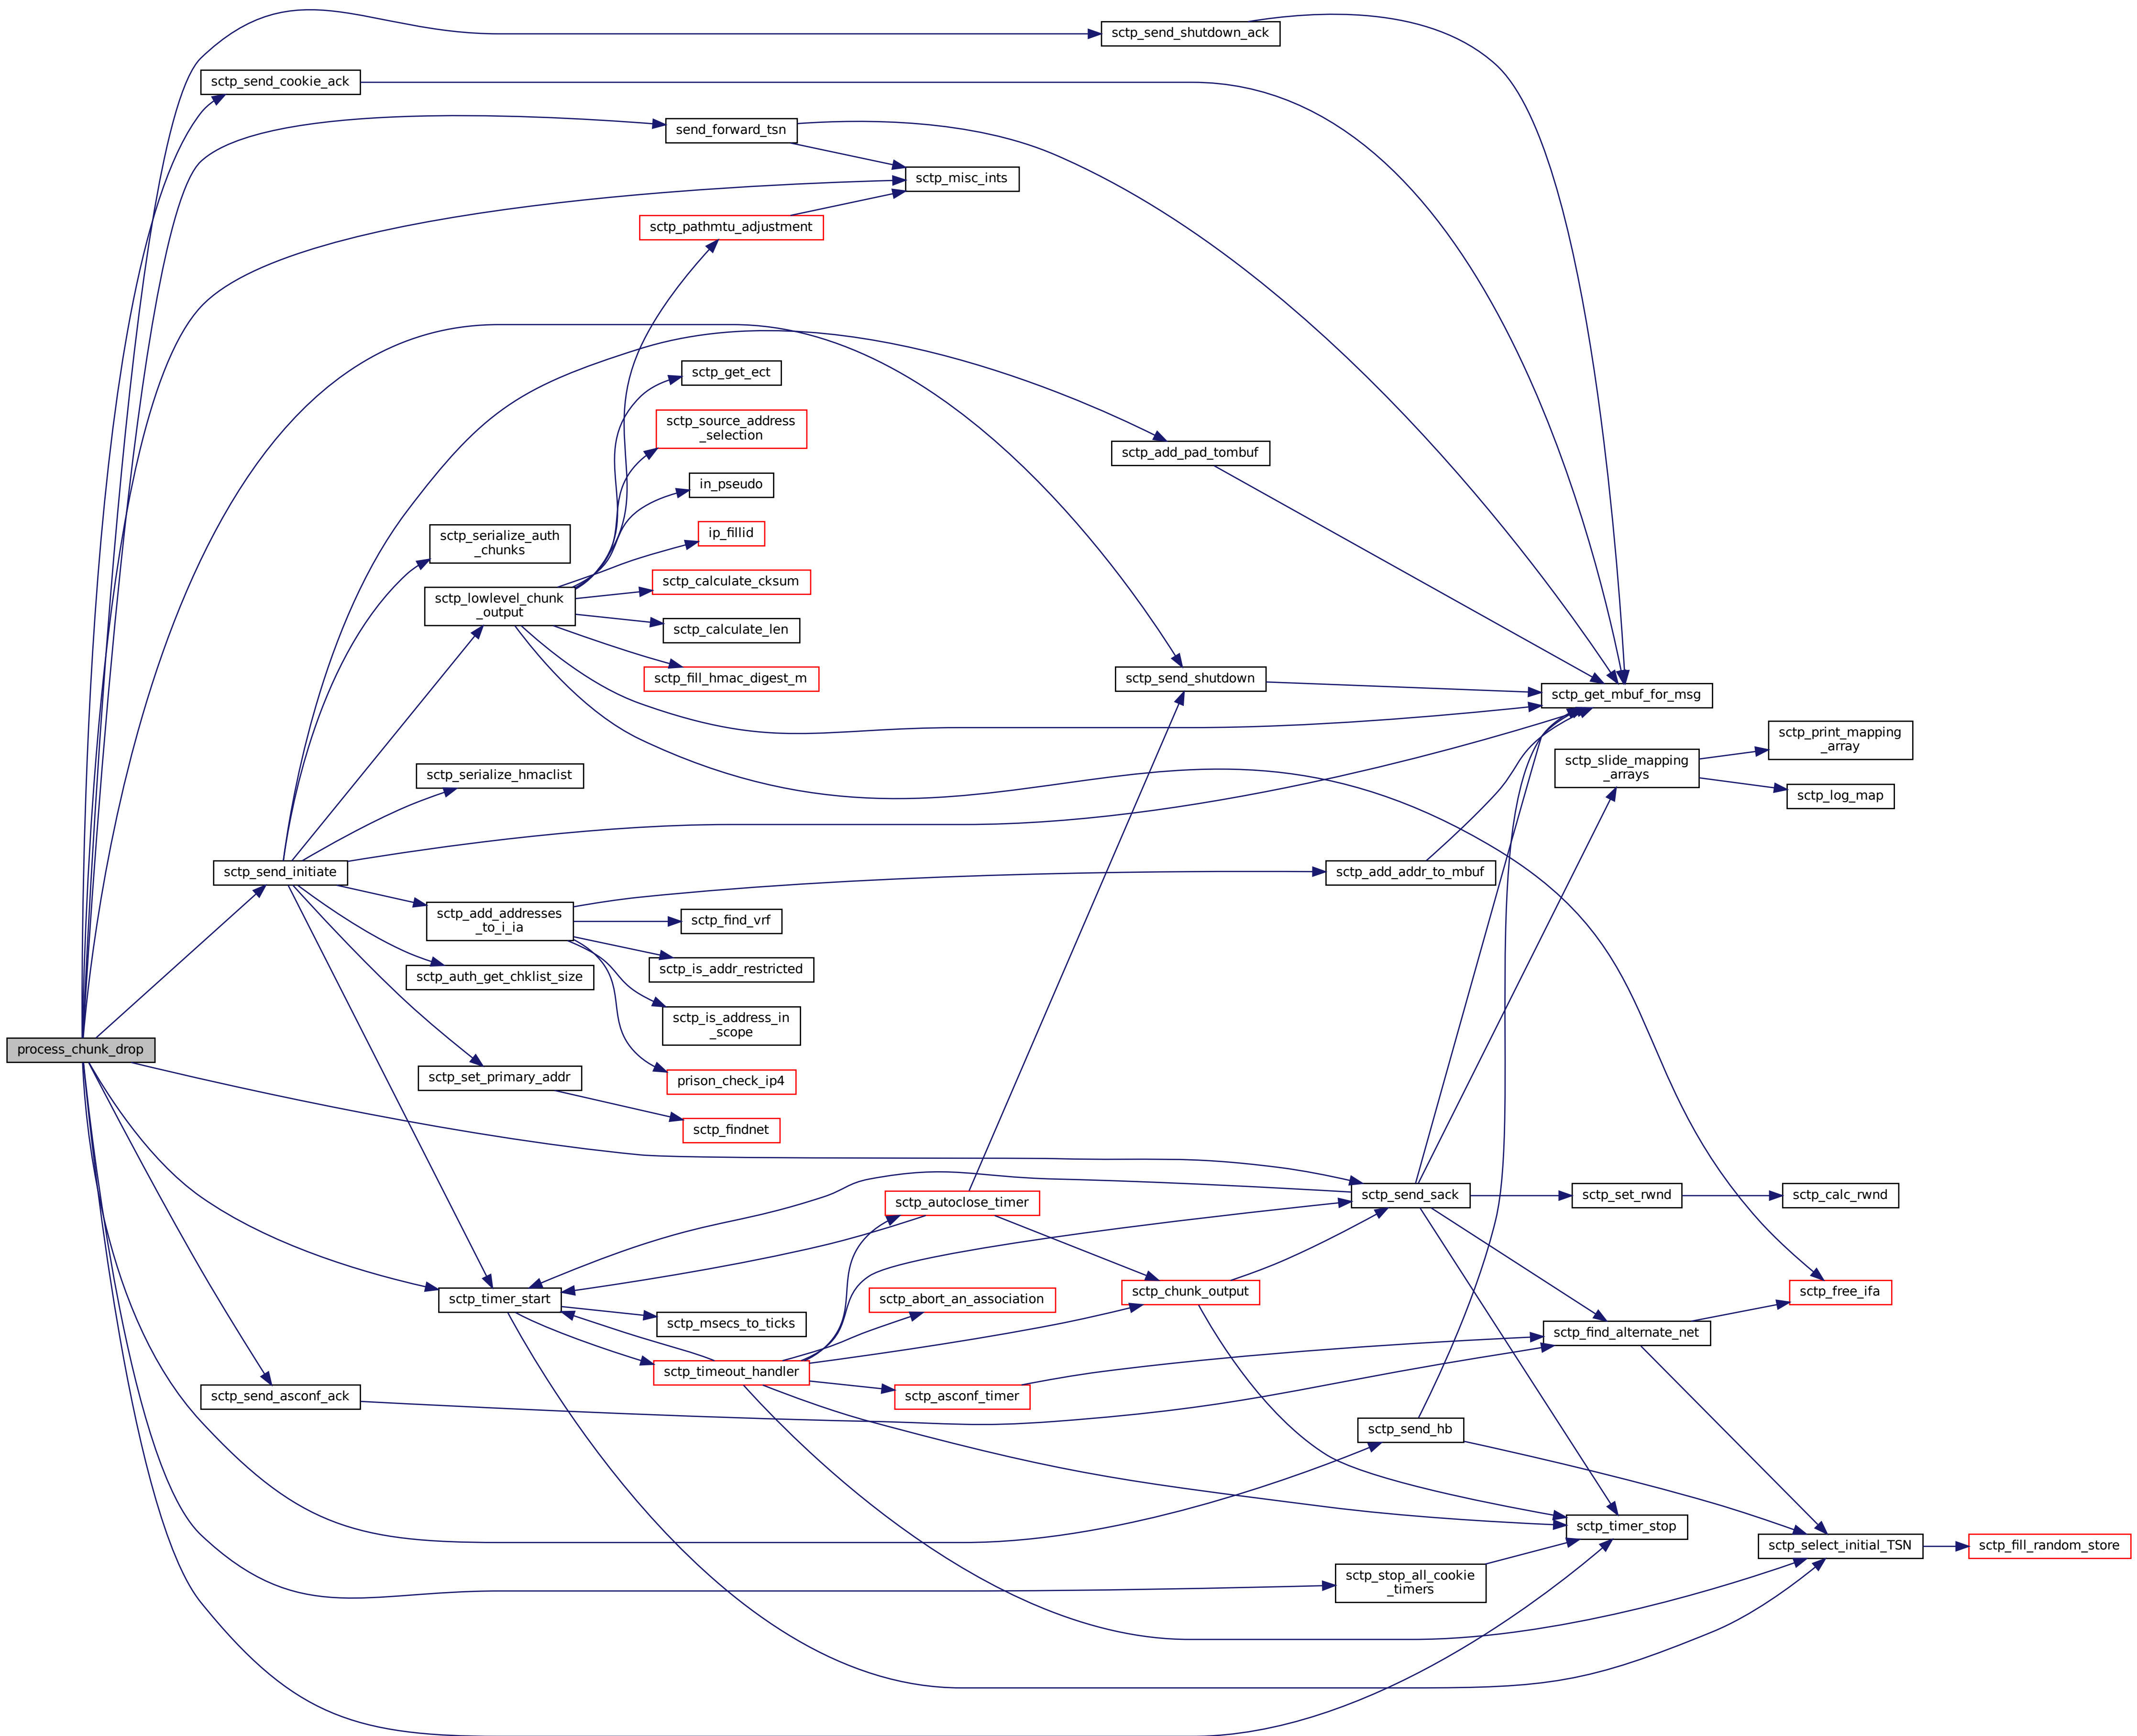 sctp_send_shutdown_ack
sctp_send_cookie_ack
send_forward_tsn
sctp_misc_ints
sctp_pathmtu_adjustment
sctp_get_ect
sctp_source_address
_selection
sctp_add_pad_tombuf
in_pseudo
ip_fillid
sctp_serialize_auth
_chunks
sctp_calculate_cksum
sctp_lowlevel_chunk
_output
sctp_calculate_len
sctp_fill_hmac_digest_m
sctp_send_shutdown
sctp_get_mbuf_for_msg
sctp_print_mapping
_array
sctp_slide_mapping
_arrays
sctp_serialize_hmaclist
sctp_log_map
sctp_send_initiate
sctp_add_addr_to_mbuf
sctp_add_addresses
_to_i_ia
sctp_find_vrf
sctp_is_addr_restricted
sctp_auth_get_chklist_size
sctp_is_address_in
_scope
process_chunk_drop
sctp_set_primary_addr
prison_check_ip4
sctp_findnet
sctp_autoclose_timer
sctp_send_sack
sctp_set_rwnd
sctp_calc_rwnd
sctp_timer_start
sctp_abort_an_association
sctp_chunk_output
sctp_free_ifa
sctp_msecs_to_ticks
sctp_find_alternate_net
sctp_timeout_handler
sctp_send_asconf_ack
sctp_asconf_timer
sctp_send_hb
sctp_timer_stop
sctp_select_initial_TSN
sctp_fill_random_store
sctp_stop_all_cookie
_timers